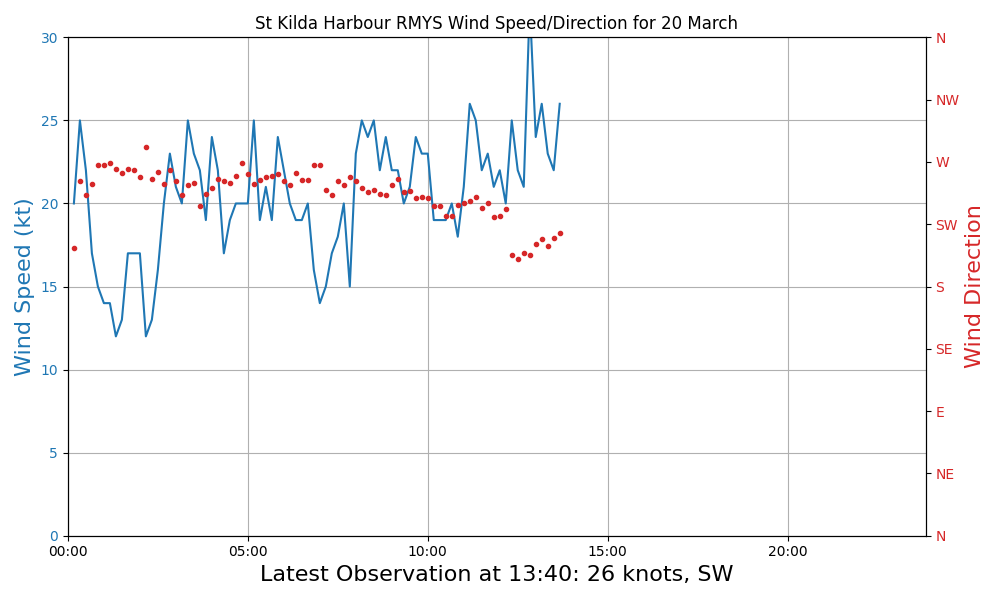 St Kilda Harbour RMYS Wind Speed/Direction for 20 March
Wind Speed (kt)
30
25
20
15
10
5
0
N
NW
W
SW
S
SE
E
NE
N
Wind Direction
00:00 05:00 10:00 15:00 20:00
Latest Observation at 13:40: 26 knots, SW